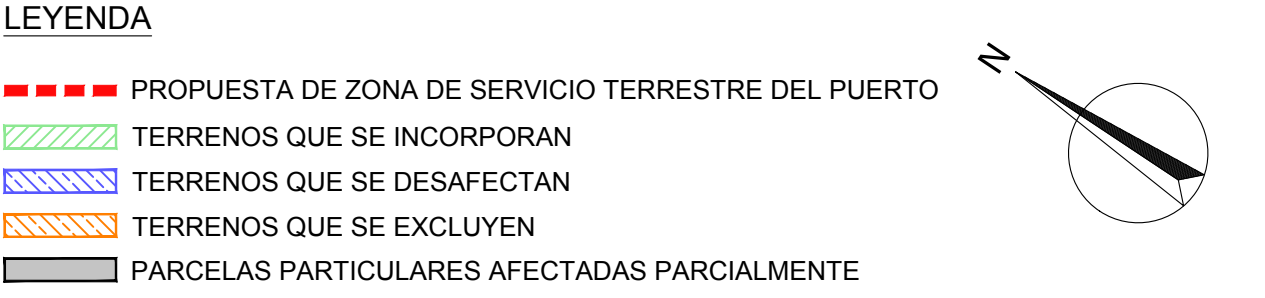 LEYENDA
N
PROPUESTA DE ZONA DE SERVICIO TERRESTRE DEL PUERTO
TERRENOS QUE SE INCORPORAN
TERRENOS QUE SE DESAFECTAN
TERRENOS QUE SE EXCLUYEN
PARCELAS PARTICULARES AFECTADAS PARCIALMENTE